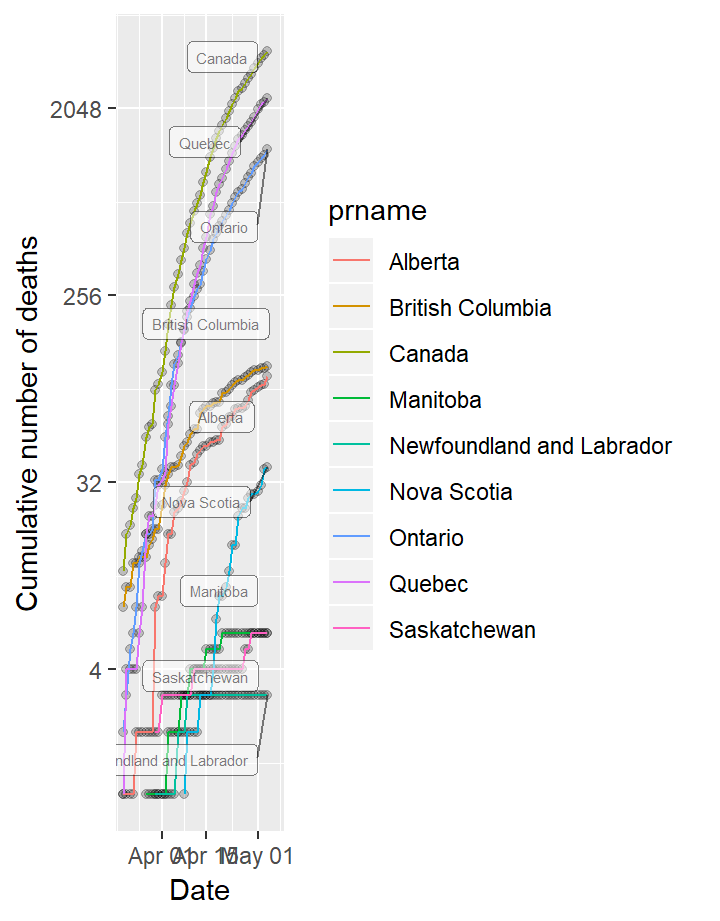 Cumulative number of deaths
2048
256
32
4
Canada
Quebec
Ontario
British Columbia
Alberta
Nova Scotia
Manitoba
Saskatchewan
ndland and Labrador
Apr 01
Apr 15
May 01
Date
prname
Alberta
British Columbia
Canada
Manitoba
Newfoundland and Labrador
Nova Scotia
Ontario
Quebec
Saskatchewan